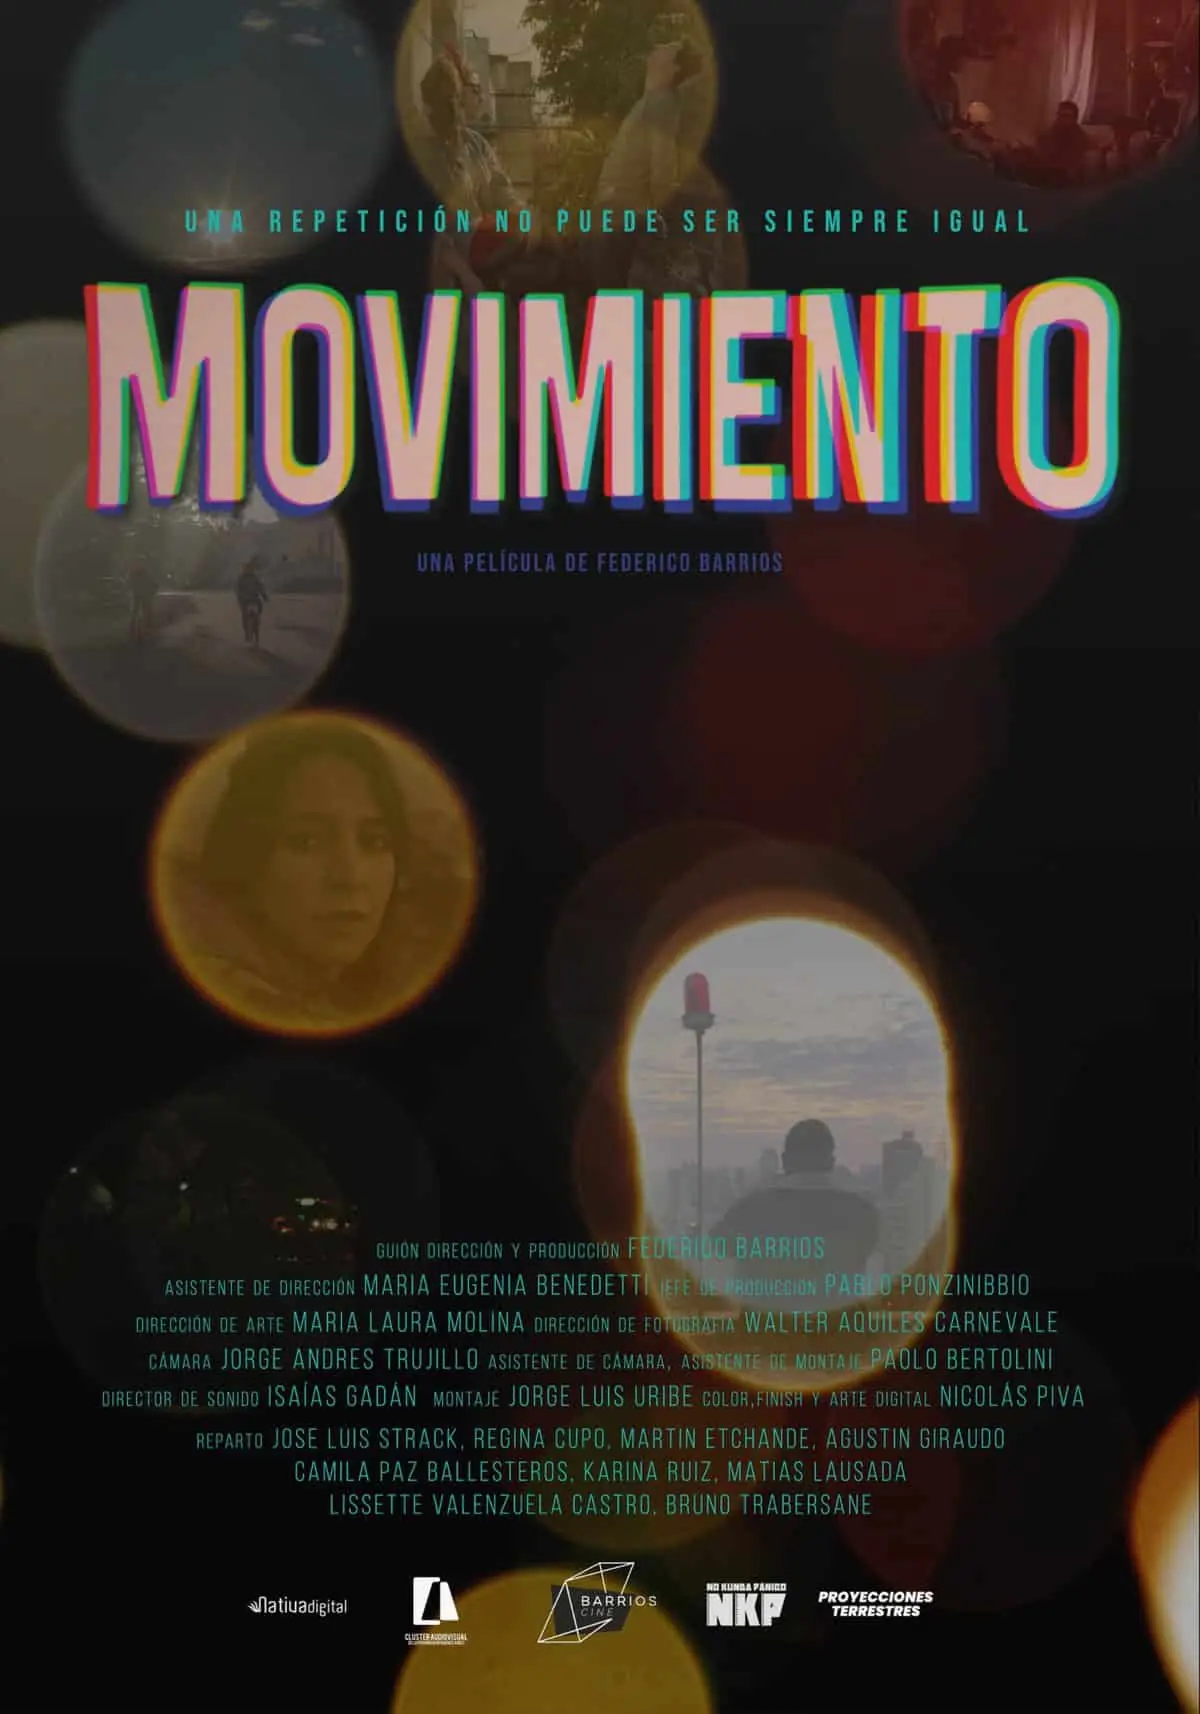 UNA REPETICIÓN NO PUEDE SER SIEMPRE IGUAL
MOVIMIENTO
UNA PELÍCULA DE FEDERICO BARRIOS
GUIÓN DIRECCIÓN Y PRODUCCIÓN FEDERICO BARRIOS
ASISTENTE DE DIRECCIÓN MARIA EUGENIA BENEDETTI JEFE DE PRODUCCIÓN PABLO PONZINIBBIO
DIRECCIÓN DE ARTE MARIA LAURA MOLINA DIRECCIÓN DE FOTOGRAFÍA WALTER AQUILES CARNEVALE
CÁMARA JORGE ANDRES TRUJILLO ASISTENTE DE CÁMARA, ASISTENTE DE MONTAJE PAOLO BERTOLINI
DIRECTOR DE SONIDO ISAÍAS GADÁN MONTAJE JORGE LUIS URIBE COLOR,FINISH Y ARTE DIGITAL NICOLÁS PIVA
REPARTO JOSE LUIS STRACK, REGINA CUPO, MARTIN ETCHANDE, AGUSTIN GIRAUDO
CAMILA PAZ BALLESTEROS, KARINA RUIZ, MATIAS LAUSADA
LISSETTE VALENZUELA CASTRO, BRUNO TRABERSANE
Nativadigital
CLUSTER AUDIOVISUAL
BARRIOS
CINE
NO KUNDA PÁNICO
NKP
PROYECCIONES
TERRESTRES